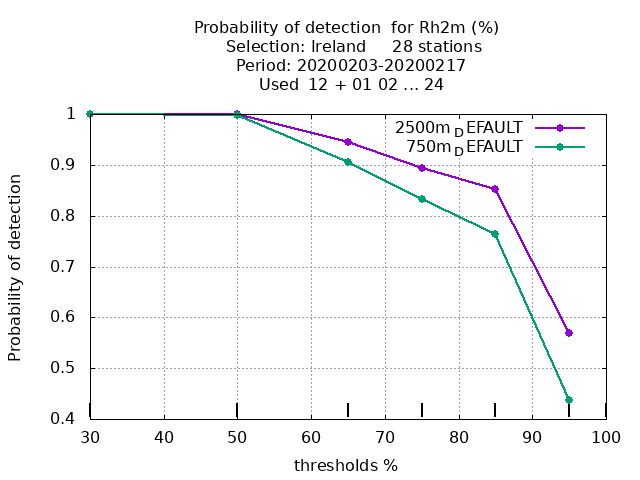 Probability of detection  for Rh2m (%)
Selection: Ireland     28 stations
Period: 20200203-20200217
Used  12 + 01 02 ... 24
2500m_DEFAULT
750m_DEFAULT
1
0.9
0.8
0.7
0.6
0.5
0.4
Probability of detection
30 40 50 60 70 80 90 100
thresholds %